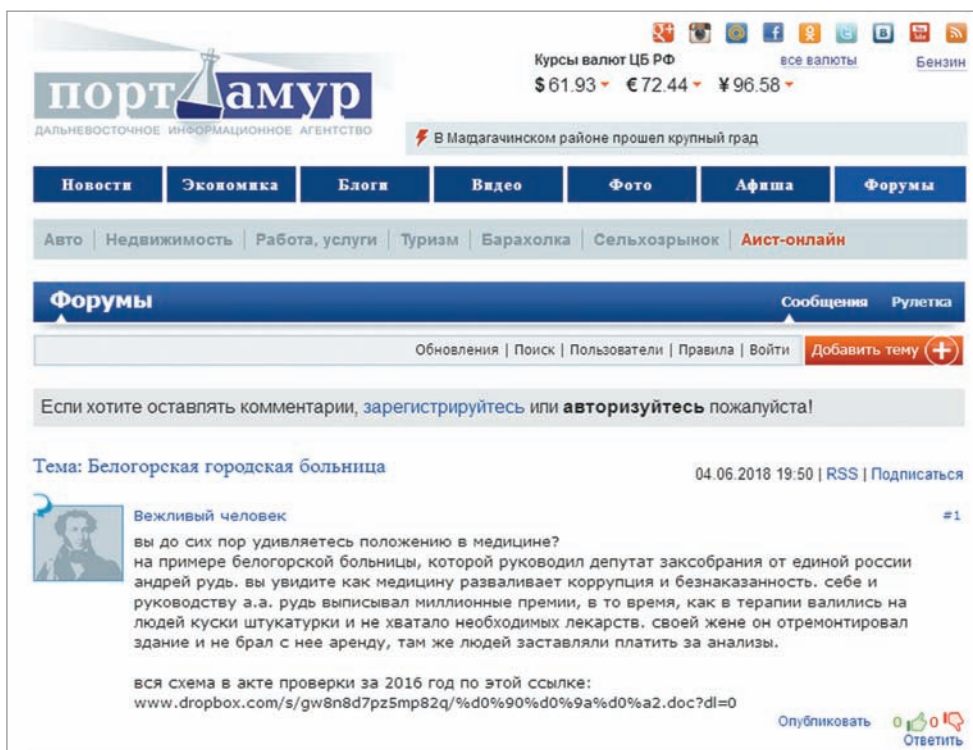 Курсы валют ЦБ РФ все валюты Бензин
$ 61.93 € 72.44 ¥ 96.58
порт амур
ДАЛЬНЕВОСТОЧНОЕ ИНФОРМАЦИОННОЕ АГЕНТСТВО
В Магдагачинском районе прошел крупный град
Новости Экономика Блоги Видео Фото Афиша Форумы
Авто | Недвижимость | Работа, услуги | Туризм | Барахолка | Сельхозрынок | Аист-онлайн
Форумы Сообщения Рулетка
Обновления | Поиск | Пользователи | Правила | Войти Добавить тему
Если хотите оставлять комментарии, зарегистрируйтесь или авторизуйтесь пожалуйста!
Тема: Белогорская городская больница 04.06.2018 19:50 | RSS | Подписаться
Вежливый человек #1
вы до сих пор удивляетесь положению в медицине?
на примере белогорской больницы, которой руководил депутат заксобрания от единой россии
андрей рудь. вы увидите как медицину разваливает коррупция и безнаказанность. себе и
руководству а.а. рудь выписывал миллионные премии, в то время, как в терапии валились на
людей куски штукатурки и не хватало необходимых лекарств. своей жене он отремонтировал
здание и не брал с нее аренду, там же людей заставляли платить за анализы.
вся схема в акте проверки за 2016 год по этой ссылке:
www.dropbox.com/s/gw8n8d7pz5mp82q/%d0%90%d0%9a%d0%a2.doc?dl=0
Опубликовать 0 0
Ответить